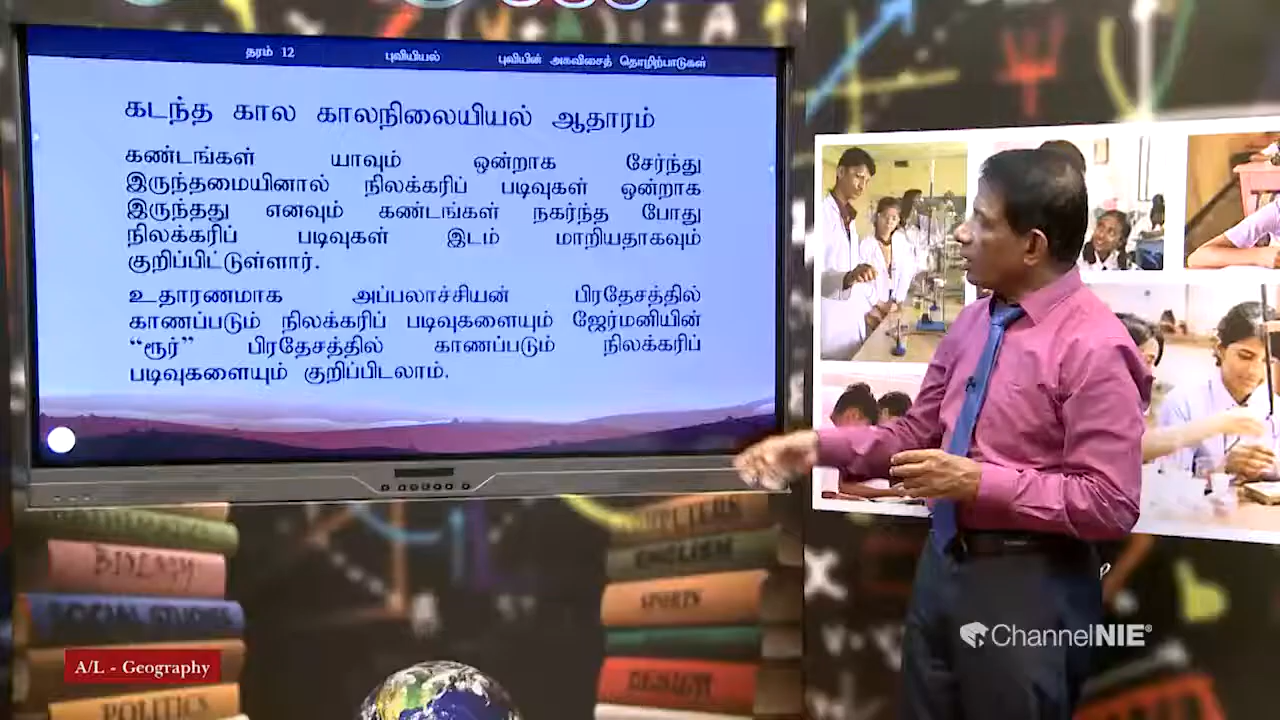 தரம் 12 புவியியல் புவியின் அகவிசைத் தொழிற்பாடுகள்
கடந்த கால காலநிலையியல் ஆதாரம்
கண்டங்கள் யாவும் ஒன்றாக சேர்ந்து
இருந்தமையினால் நிலக்கரிப் படிவுகள் ஒன்றாக
இருந்தது எனவும் கண்டங்கள் நகர்ந்த போது
நிலக்கரிப் படிவுகள் இடம் மாறியதாகவும்
குறிப்பிட்டுள்ளார்.
உதாரணமாக அப்பலாச்சியன் பிரதேசத்தில்
காணப்படும் நிலக்கரிப் படிவுகளையும் ஜேர்மனியின்
“ரூர்” பிரதேசத்தில் காணப்படும் நிலக்கரிப்
படிவுகளையும் குறிப்பிடலாம்.
BIOLOGY
SOCIAL STUDIES
POLITICS
ENGLISH
SPORTS
DESIGN
A/L - Geography
ChannelNIE®